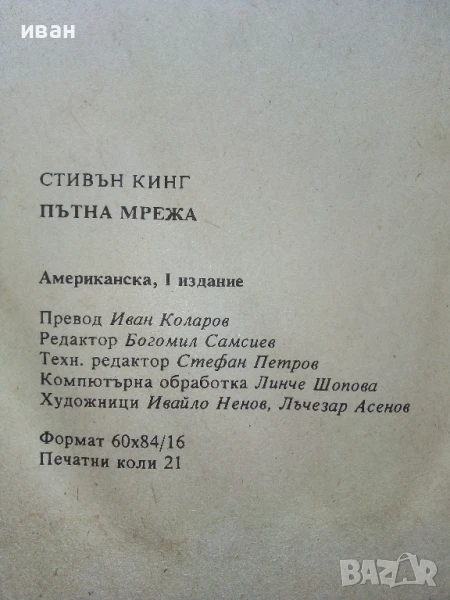 иван
СТИВЪН КИНГ
ПЪТНА МРЕЖА
Американска, I издание
Превод Иван Коларов
Редактор Богомил Самсиев
Техн. редактор Стефан Петров
Компютърна обработка Линче Шопова
Художници Ивайло Ненов, Лъчезар Асенов
Формат 60x84/16
Печатни коли 21
BAZAR